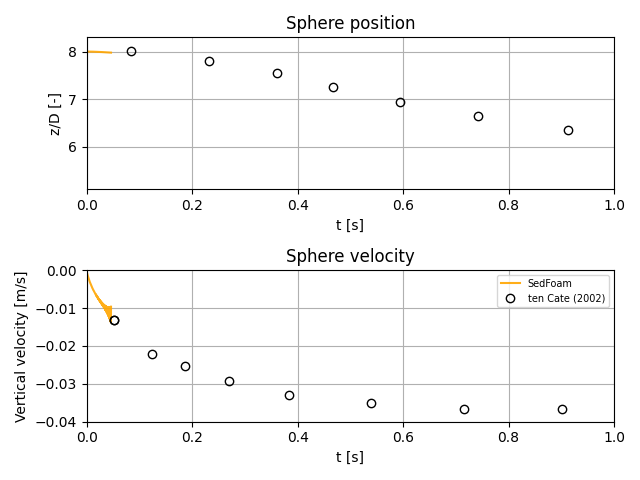 Sphere position
8
7
6
z/D [-]
0.0 0.2 0.4 0.6 0.8 1.0
t [s]
Sphere velocity
0.00
−0.01
−0.02
−0.03
−0.04
Vertical velocity [m/s]
SedFoam
ten Cate (2002)
0.0 0.2 0.4 0.6 0.8 1.0
t [s]